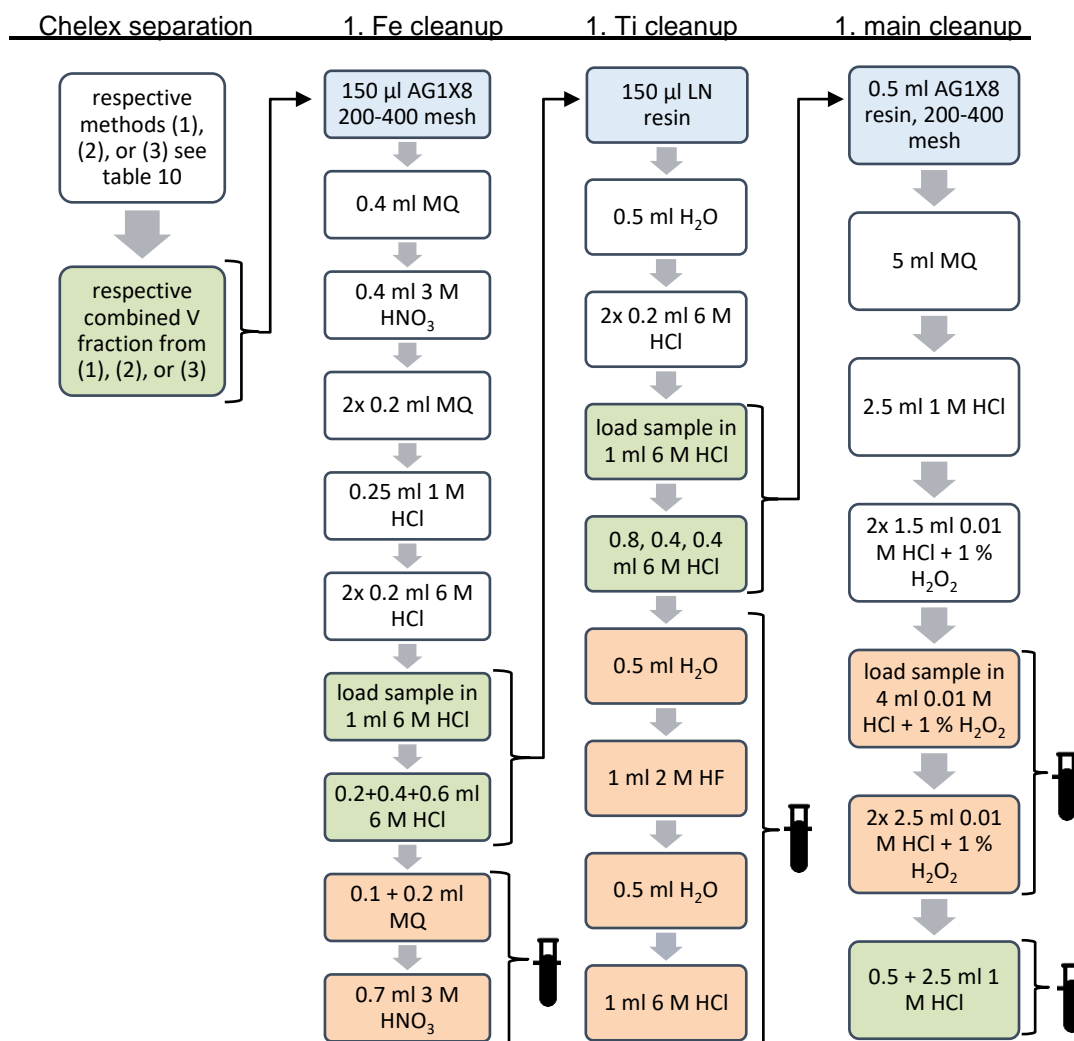 Chelex separation
1. Fe cleanup
1. Ti cleanup
1. main cleanup
respective
methods (1),
(2), or (3) see
table 10
respective
combined V
fraction from
(1), (2), or (3)
150 µl AG1X8
200-400 mesh
0.4 ml MQ
0.4 ml 3 M
HNO₃
2x 0.2 ml MQ
0.25 ml 1 M
HCl
2x 0.2 ml 6 M
HCl
load sample in
1 ml 6 M HCl
0.2+0.4+0.6 ml
6 M HCl
0.1 + 0.2 ml
MQ
0.7 ml 3 M
HNO₃
150 µl LN
resin
0.5 ml H₂O
2x 0.2 ml 6 M
HCl
load sample in
1 ml 6 M HCl
0.8, 0.4, 0.4
ml 6 M HCl
0.5 ml H₂O
1 ml 2 M HF
0.5 ml H₂O
1 ml 6 M HCl
0.5 ml AG1X8
resin, 200-400
mesh
5 ml MQ
2.5 ml 1 M HCl
2x 1.5 ml 0.01
M HCl + 1 %
H₂O₂
load sample in
4 ml 0.01 M
HCl + 1 % H₂O₂
2x 2.5 ml 0.01
M HCl + 1 %
H₂O₂
0.5 + 2.5 ml 1
M HCl